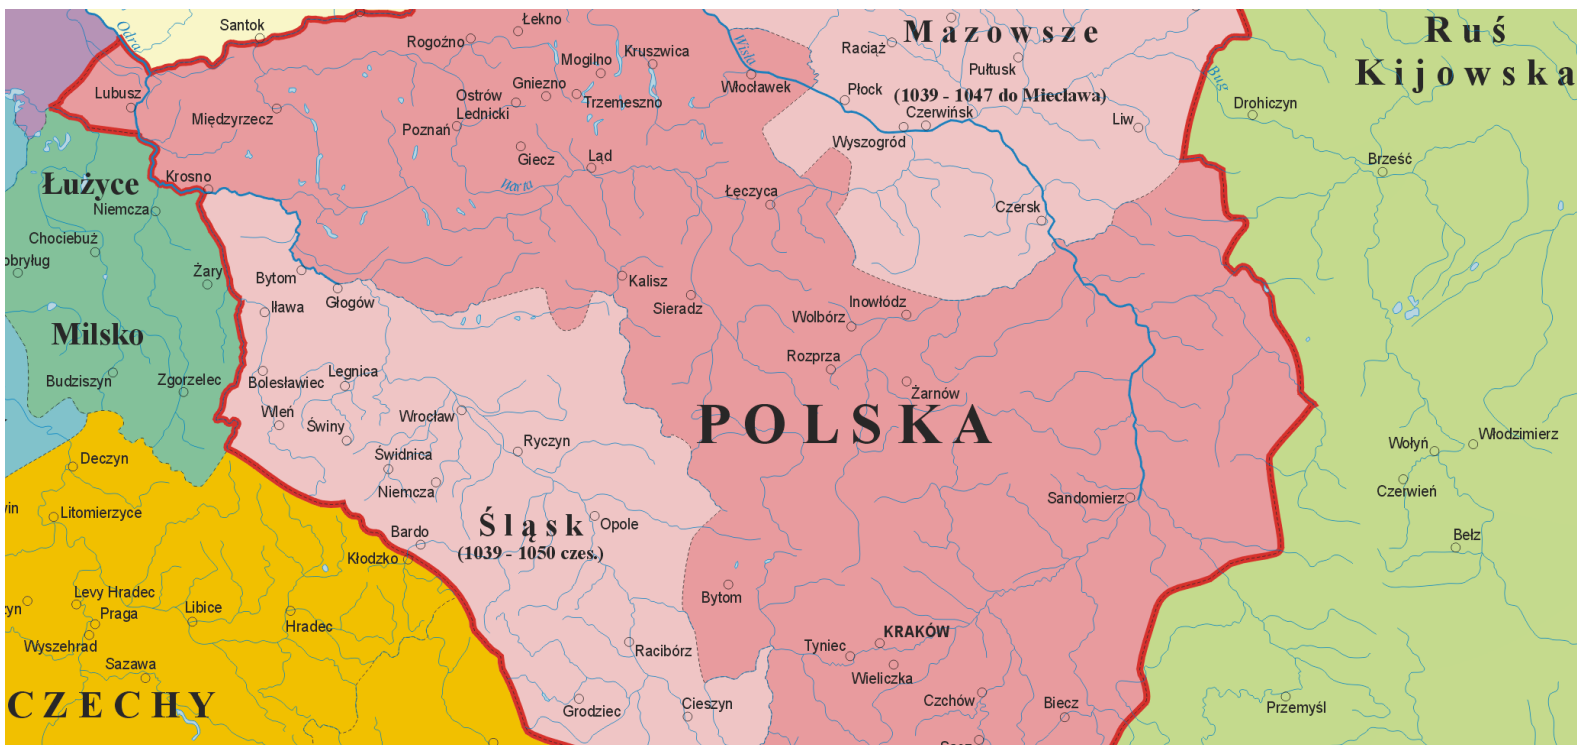 Santok
Łekno
Rogoźno
Odra
Mogilno
Kruszwica
Wisła
Raciąż
Mazowsze
Pułtusk
Ruś
Kijowska
Bug
Lubusz
Międzyrzecz
Ostrów
Lednicki
Gniezno
Trzemeszno
Poznań
Włocławek
Płock
(1039 - 1047 do Miecława)
Czerwińsk
Wyszogród
Liw
Drohiczyn
Giecz
Ląd
Warta
Brześć
Krosno
Łużyce
Niemcza
Łęczyca
Czersk
Chociebuż
obryług
Żary
Bytom
Głogów
Iława
Kalisz
Sieradz
Inowłódz
Wolbórz
Milsko
Budziszyn
Zgorzelec
Bolesławiec
Legnica
Rozprza
Żarnów
Wleń
Świny
Wrocław
Ryczyn
POLSKA
Włodzimierz
Wołyń
Deczyn
Świdnica
Niemcza
Czerwień
Sandomierz
vin
Litomierzyce
Bardo
Śląsk
(1039 - 1050 czes.)
Opole
Bełz
Kłodzko
Levy Hradec
zyn
Praga
Libice
Hradec
Wyszehrad
Sazawa
Bytom
Racibórz
Tyniec
KRAKÓW
Wieliczka
CZECHY
Grodziec
Cieszyn
Czchów
Biecz
Przemyśl